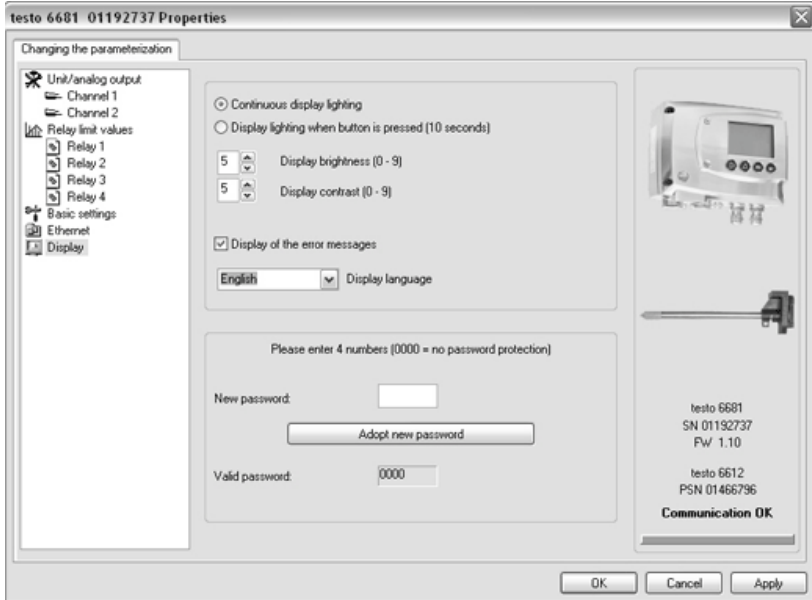 testo 6681 01192737 Properties
Changing the parameterization
Unit/analog output
Channel 1
Channel 2
Relay limit values
Relay 1
Relay 2
Relay 3
Relay 4
Basic settings
Ethernet
Display
Continuous display lighting
Display lighting when button is pressed (10 seconds)
5 Display brightness (0 - 9)
5 Display contrast (0 - 9)
Display of the error messages
English Display language
Please enter 4 numbers (0000 = no password protection)
New password:
Adopt new password
Valid password: 0000
testo 6681
SN 01192737
FW 1.10
testo 6612
PSN 01466796
Communication OK
OK Cancel Apply